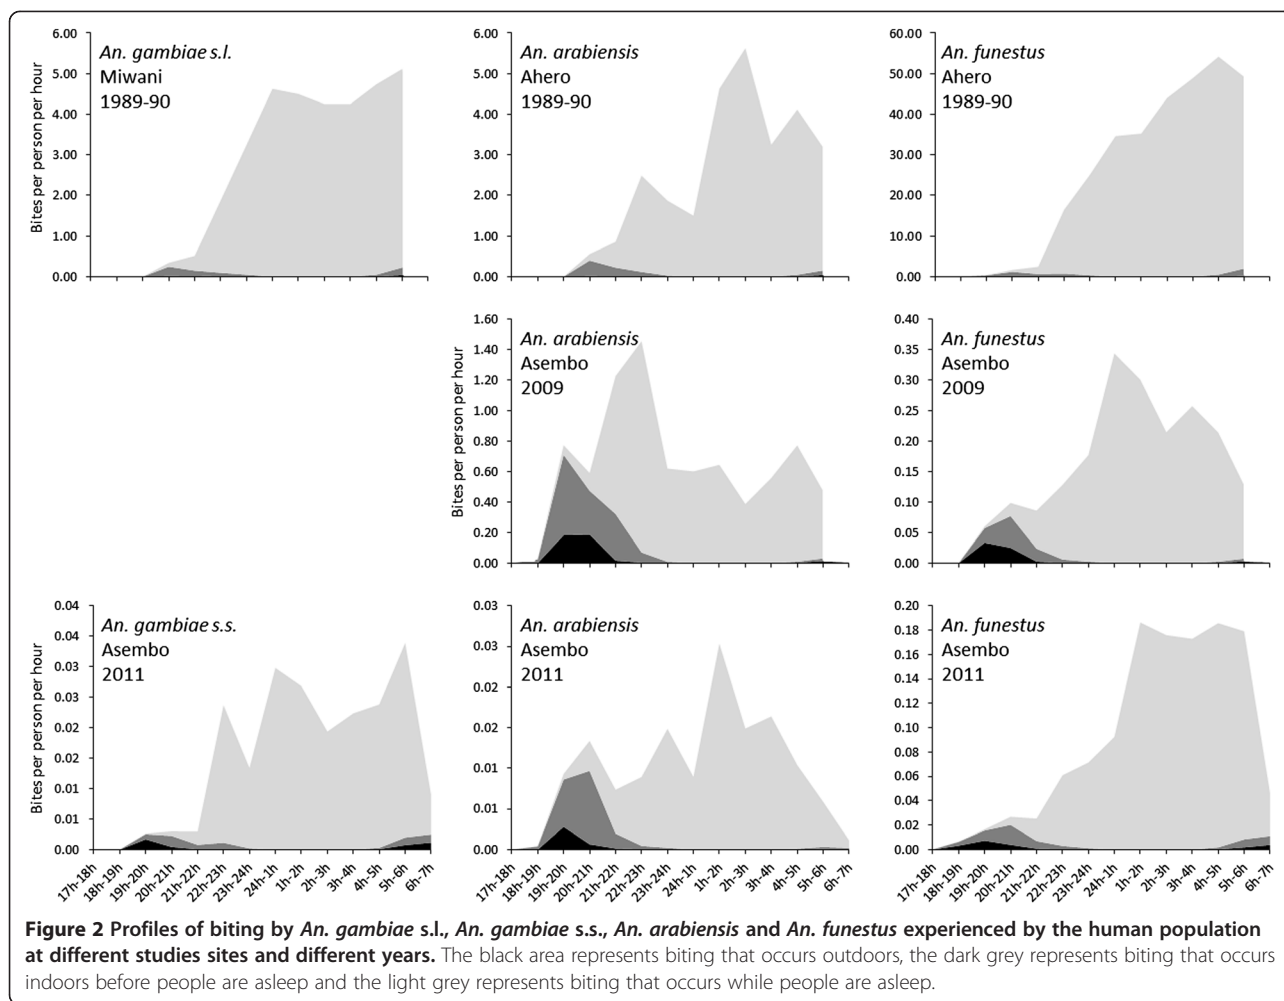 6.00
5.00
4.00
3.00
2.00
1.00
0.00
Bites per person per hour
An. gambiae s.l.
Miwani
1989-90
6.00
5.00
4.00
3.00
2.00
1.00
0.00
An. arabiensis
Ahero
1989-90
60.00
50.00
40.00
30.00
20.00
10.00
0.00
An. funestus
Ahero
1989-90
1.60
1.40
1.20
1.00
0.80
0.60
0.40
0.20
0.00
Bites per person per hour
An. arabiensis
Asembo
2009
0.40
0.35
0.30
0.25
0.20
0.15
0.10
0.05
0.00
An. funestus
Asembo
2009
0.04
0.04
0.03
0.03
0.02
0.02
0.01
0.01
0.00
Bites per person per hour
An. gambiae s.s.
Asembo
2011
17h-18h
18h-19h
19h-20h
20h-21h
21h-22h
22h-23h
23h-24h
24h-1h
1h-2h
2h-3h
3h-4h
4h-5h
5h-6h
6h-7h
0.03
0.03
0.02
0.02
0.01
0.01
0.00
An. arabiensis
Asembo
2011
17h-18h
18h-19h
19h-20h
20h-21h
21h-22h
22h-23h
23h-24h
24h-1h
1h-2h
2h-3h
3h-4h
4h-5h
5h-6h
6h-7h
0.20
0.18
0.16
0.14
0.12
0.10
0.08
0.06
0.04
0.02
0.00
An. funestus
Asembo
2011
17h-18h
18h-19h
19h-20h
20h-21h
21h-22h
22h-23h
23h-24h
24h-1h
1h-2h
2h-3h
3h-4h
4h-5h
5h-6h
6h-7h
Figure 2 Profiles of biting by An. gambiae s.l., An. gambiae s.s., An. arabiensis and An. funestus experienced by the human population
at different studies sites and different years. The black area represents biting that occurs outdoors, the dark grey represents biting that occurs
indoors before people are asleep and the light grey represents biting that occurs while people are asleep.